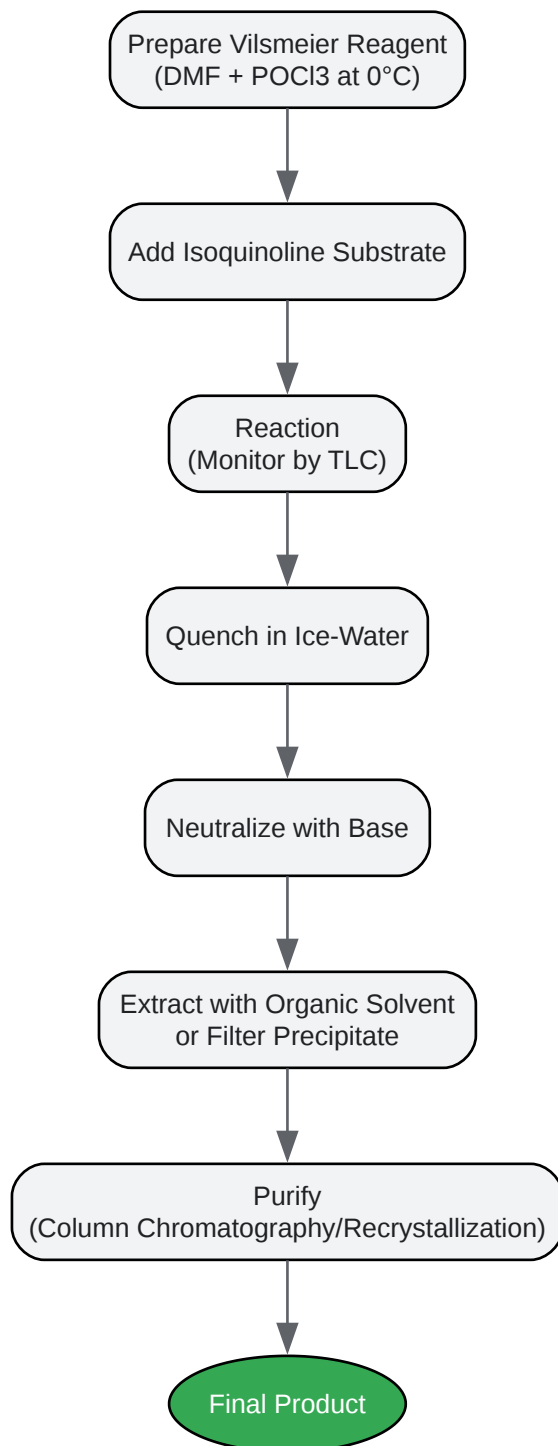 Prepare Vilsmeier Reagent
(DMF + POCl3 at 0°C)
Add Isoquinoline Substrate
Reaction
(Monitor by TLC)
Quench in Ice-Water
Neutralize with Base
Extract with Organic Solvent
or Filter Precipitate
Purify
(Column Chromatography/Recrystallization)
Final Product